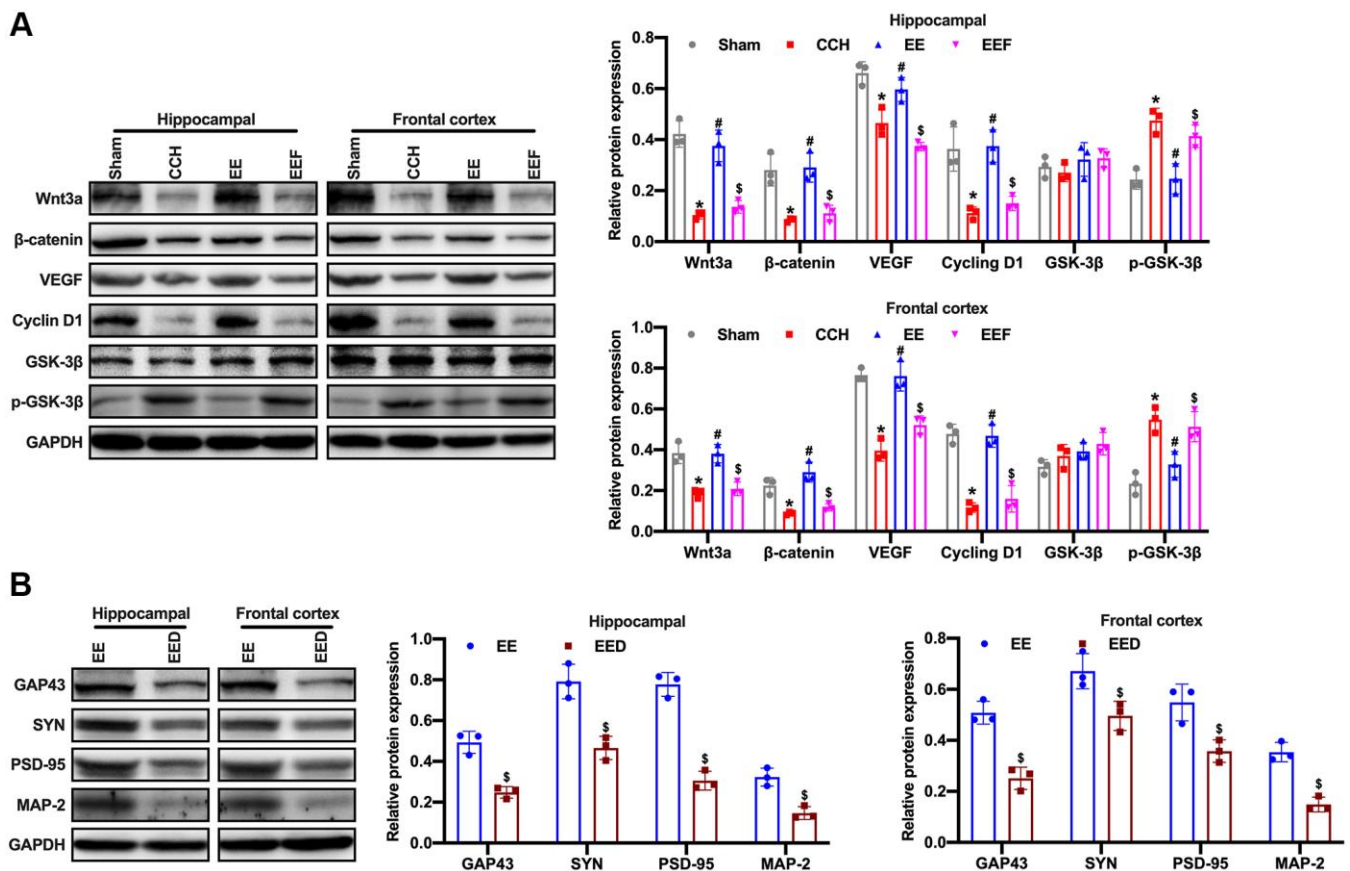 A
Hippocampal Frontal cortex
Sham CCH EE EEF Sham CCH EE EEF
Wnt3a
β-catenin
VEGF
Cyclin D1
GSK-3β
p-GSK-3β
GAPDH
Hippocampal
Sham CCH EE EEF
Relative protein expression
0.8
0.6
0.4
0.2
0.0
* # $ * # $ * # $ * # $ * # $
Wnt3a β-catenin VEGF Cycling D1 GSK-3β p-GSK-3β
Frontal cortex
Sham CCH EE EEF
Relative protein expression
1.0
0.8
0.6
0.4
0.2
0.0
* # $ * # $ * # $ * # $ * # $
Wnt3a β-catenin VEGF Cycling D1 GSK-3β p-GSK-3β
B
Hippocampal Frontal cortex
EE EED EE EED
GAP43
SYN
PSD-95
MAP-2
GAPDH
Hippocampal
EE EED
Relative protein expression
1.0
0.8
0.6
0.4
0.2
0.0
$ $ $ $
GAP43 SYN PSD-95 MAP-2
Frontal cortex
EE EED
Relative protein expression
0.8
0.6
0.4
0.2
0.0
$ $ $ $
GAP43 SYN PSD-95 MAP-2